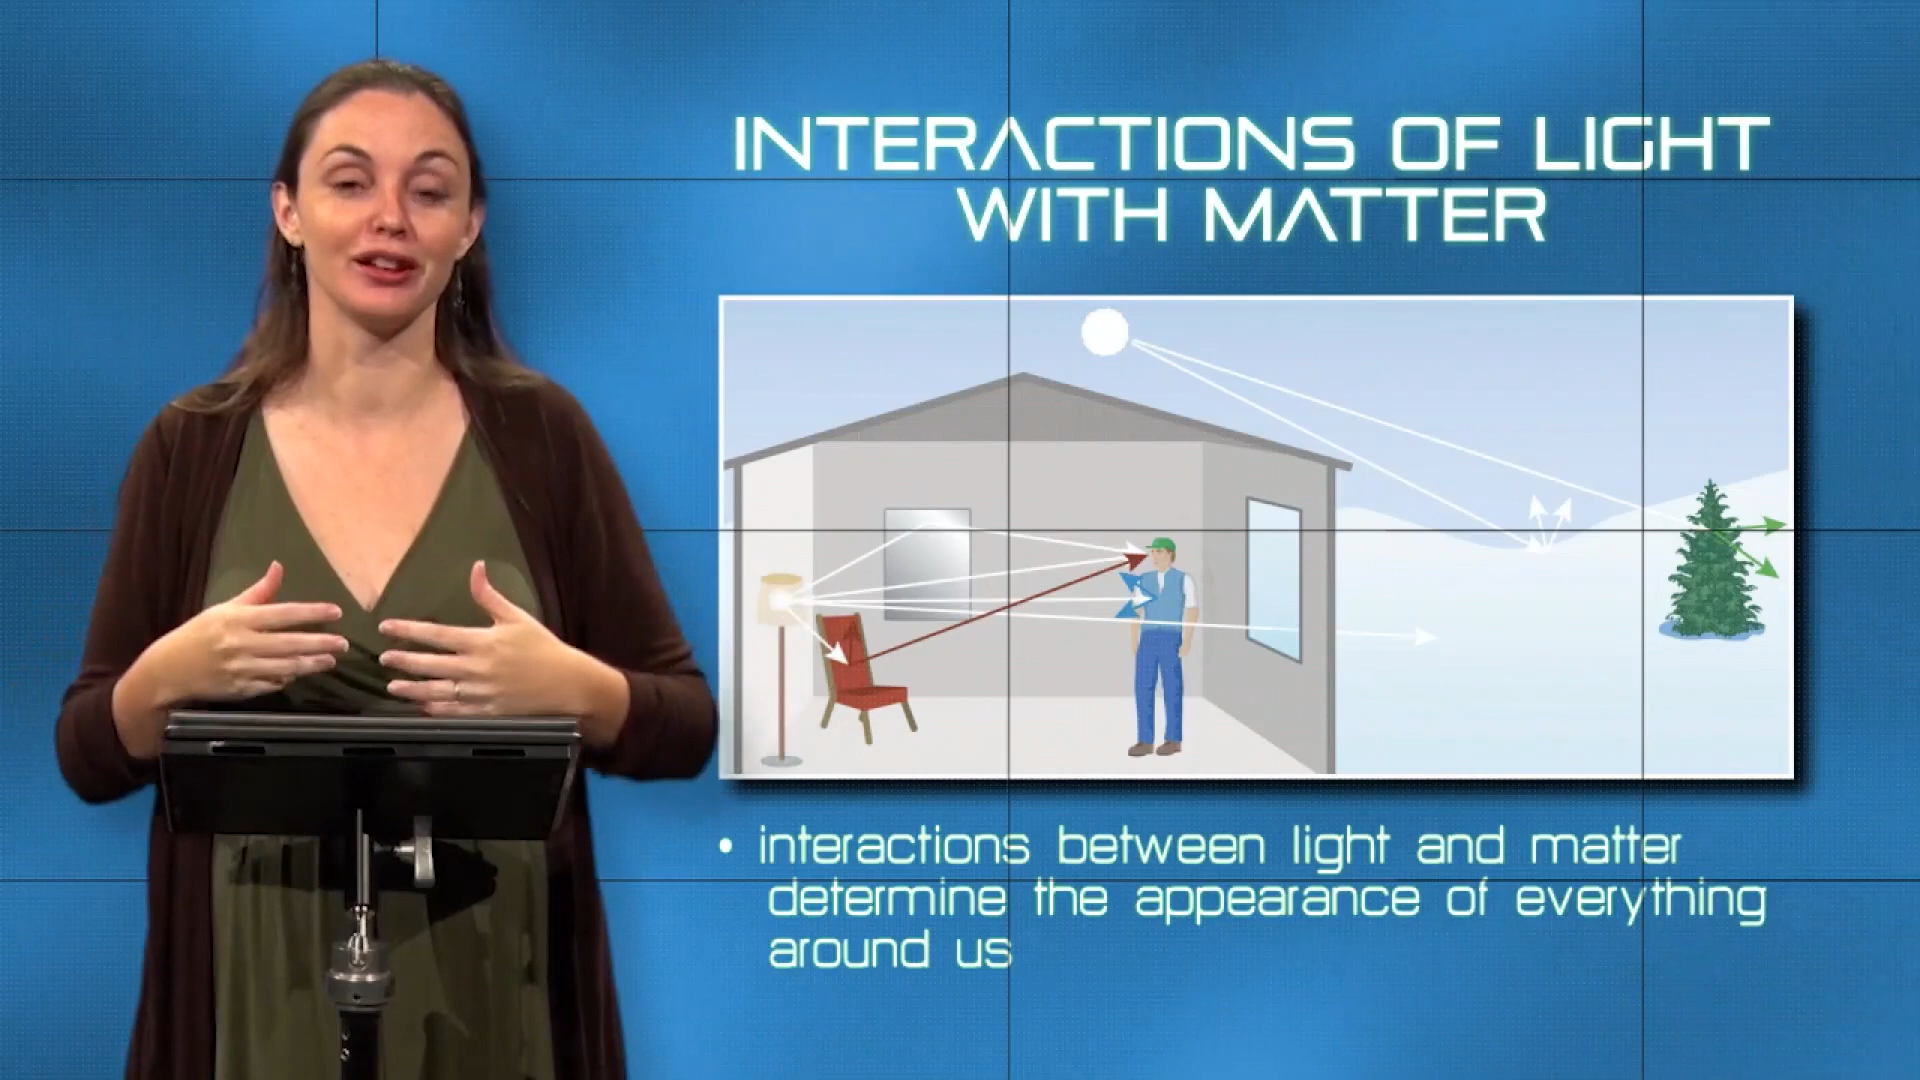 INTERACTIONS OF LIGHT
WITH MATTER
• interactions between light and matter
determine the appearance of everything
around us